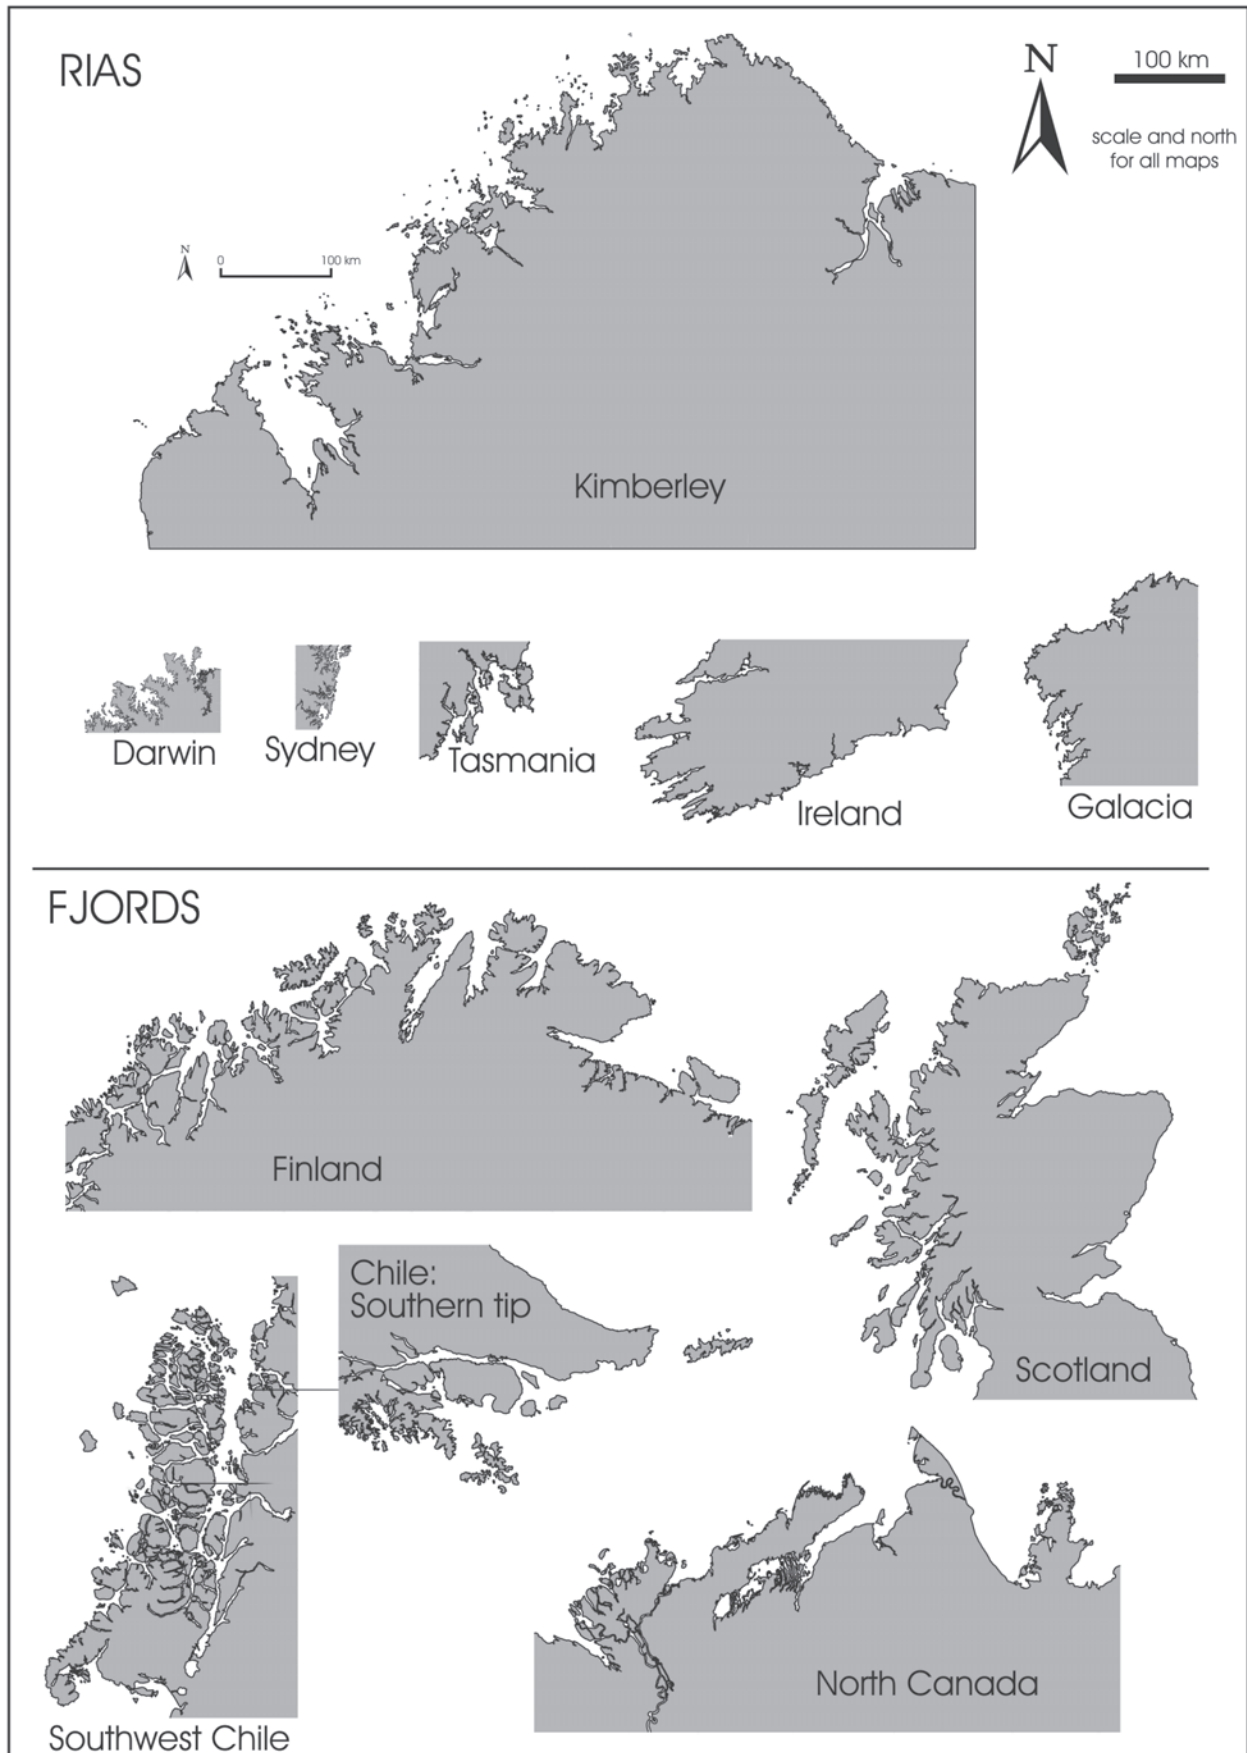 RIAS
N
100 km
scale and north
for all maps
N
0 100 km
Kimberley
Darwin
Sydney
Tasmania
Ireland
Galacia
FJORDS
Finland
Chile:
Southern tip
Scotland
North Canada
Southwest Chile